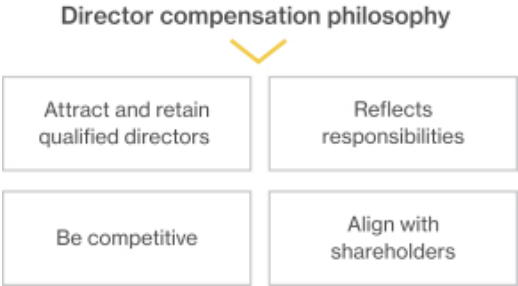 Director compensation philosophy
Attract and retain
qualified directors
Reflects
responsibilities
Be competitive
Align with
shareholders